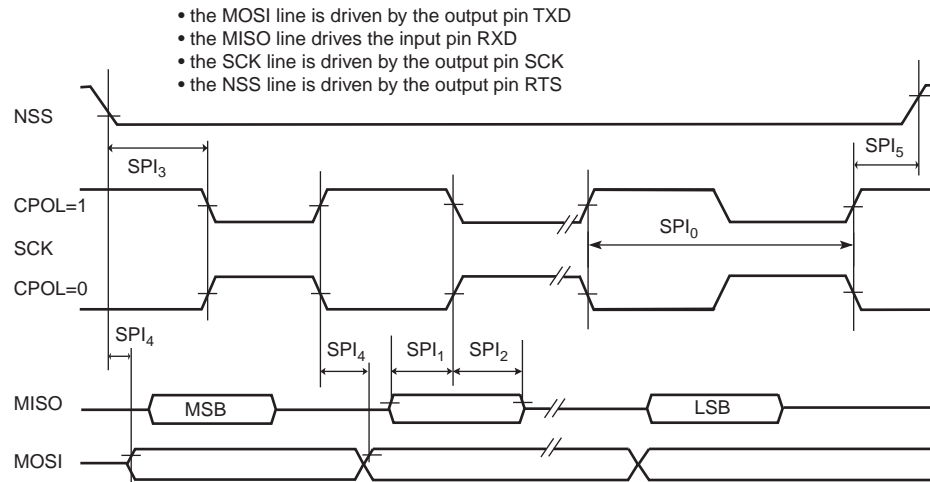 • the MOSI line is driven by the output pin TXD
• the MISO line drives the input pin RXD
• the SCK line is driven by the output pin SCK
• the NSS line is driven by the output pin RTS
NSS
SPI₃
SPI₅
CPOL=1
SPI₀
SCK
CPOL=0
SPI₄
SPI₄
SPI₁
SPI₂
MISO
MSB
LSB
MOSI